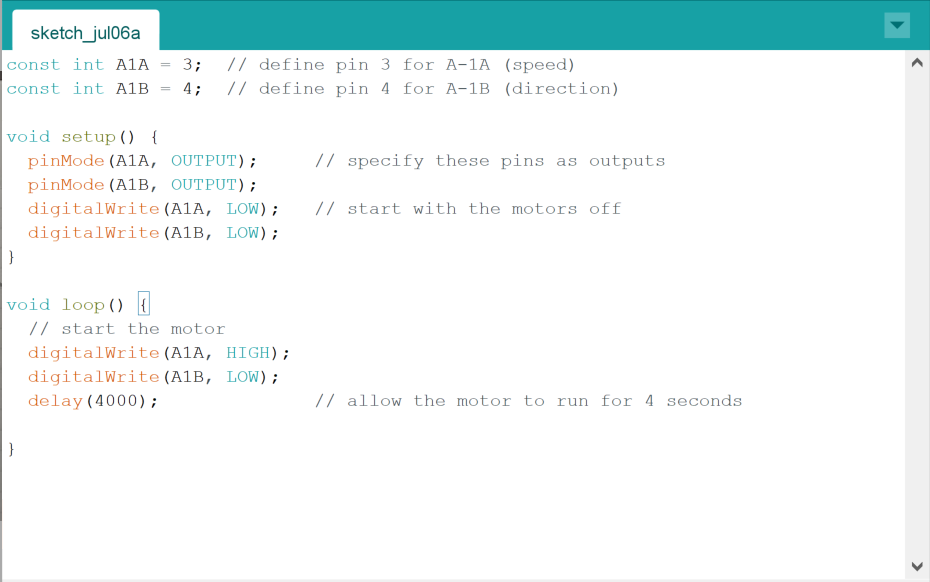 sketch_jul06a
const int A1A = 3;  // define pin 3 for A-1A (speed)
const int A1B = 4;  // define pin 4 for A-1B (direction)
void setup() {
  pinMode(A1A, OUTPUT);     // specify these pins as outputs
  pinMode(A1B, OUTPUT);
  digitalWrite(A1A, LOW);   // start with the motors off
  digitalWrite(A1B, LOW);
}
void loop() {
  // start the motor
  digitalWrite(A1A, HIGH);
  digitalWrite(A1B, LOW);
  delay(4000);              // allow the motor to run for 4 seconds
}